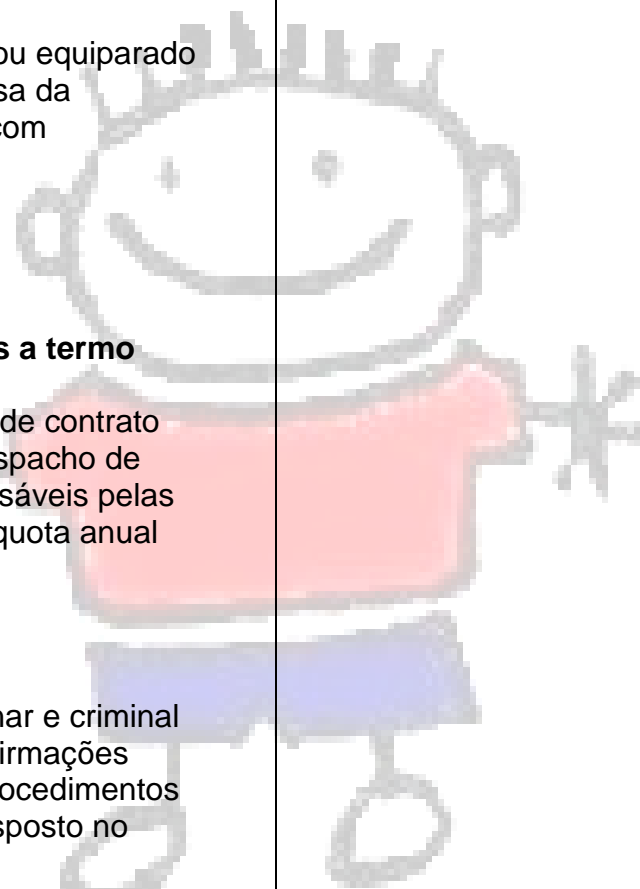 ou equiparado
sa da
com
s a termo
de contrato
spacho de
sáveis pelas
quota anual
nar e criminal
irmações
ocedimentos
sposto no